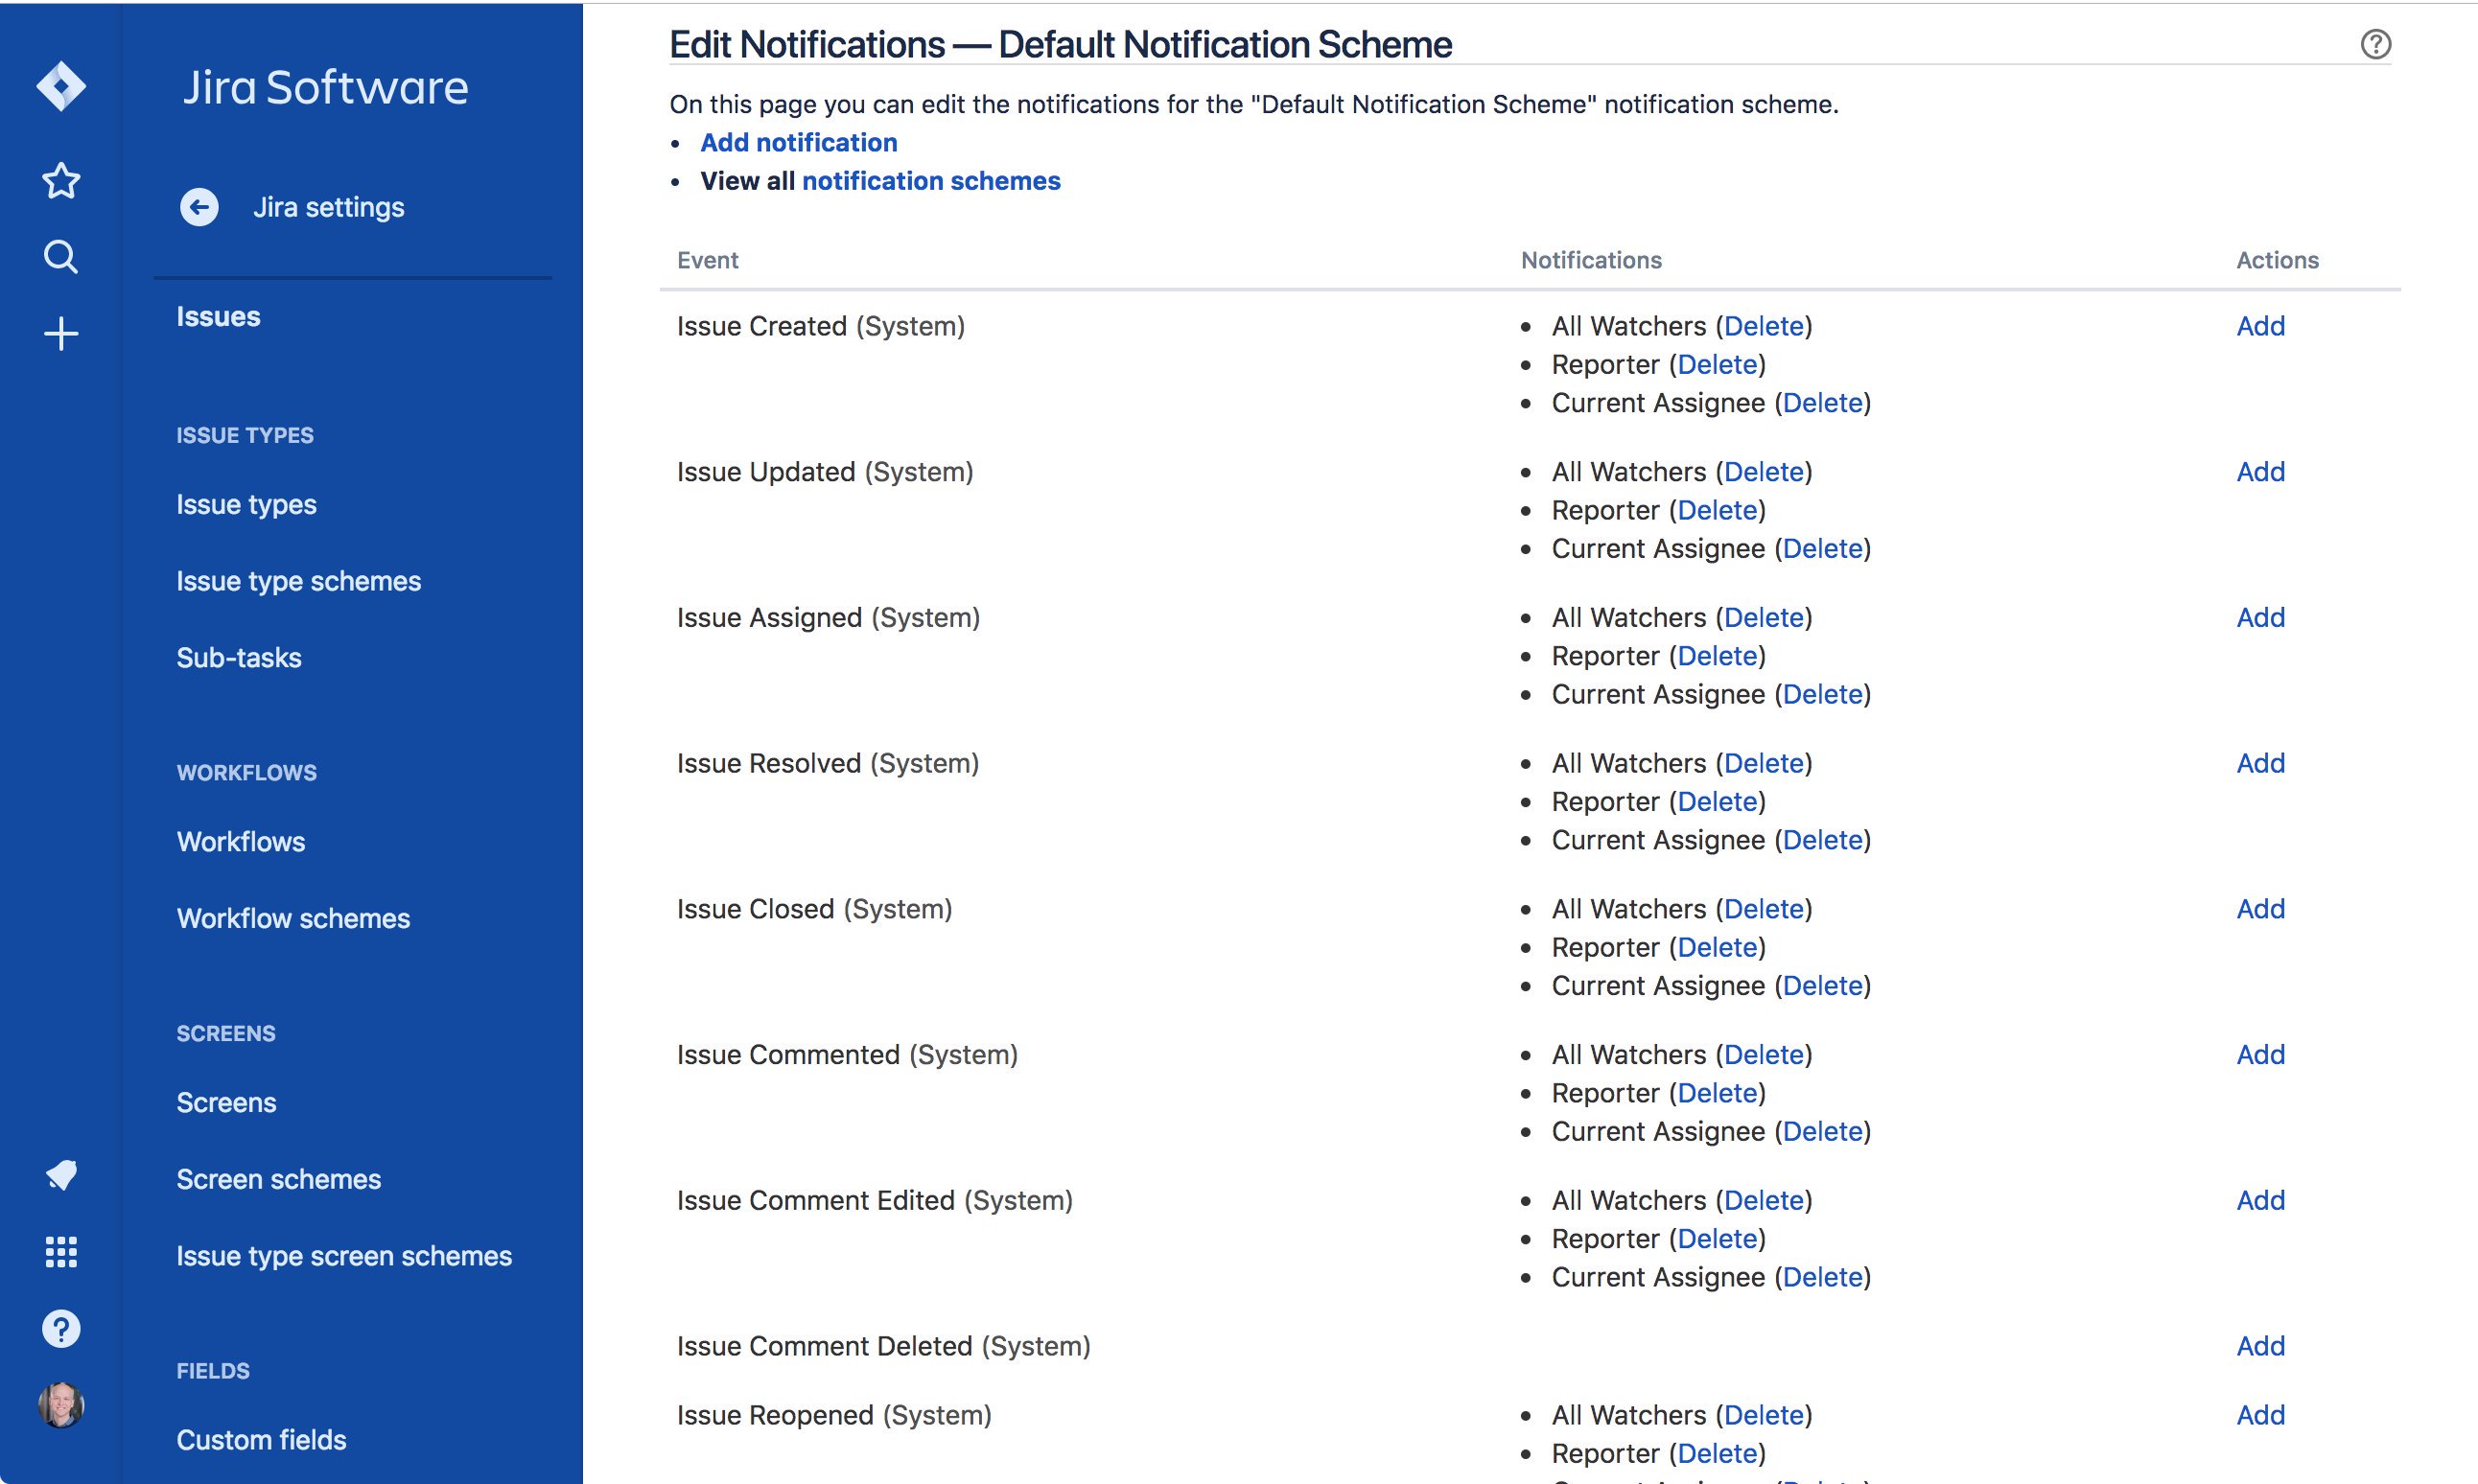 Jira Software
Jira settings
Issues
ISSUE TYPES
Issue types
Issue type schemes
Sub-tasks
WORKFLOWS
Workflows
Workflow schemes
SCREENS
Screens
Screen schemes
Issue type screen schemes
FIELDS
Custom fields
Edit Notifications — Default Notification Scheme
On this page you can edit the notifications for the "Default Notification Scheme" notification scheme.
• Add notification
• View all notification schemes
Event Notifications Actions
Issue Created (System) • All Watchers (Delete) Add
• Reporter (Delete)
• Current Assignee (Delete)
Issue Updated (System) • All Watchers (Delete) Add
• Reporter (Delete)
• Current Assignee (Delete)
Issue Assigned (System) • All Watchers (Delete) Add
• Reporter (Delete)
• Current Assignee (Delete)
Issue Resolved (System) • All Watchers (Delete) Add
• Reporter (Delete)
• Current Assignee (Delete)
Issue Closed (System) • All Watchers (Delete) Add
• Reporter (Delete)
• Current Assignee (Delete)
Issue Commented (System) • All Watchers (Delete) Add
• Reporter (Delete)
• Current Assignee (Delete)
Issue Comment Edited (System) • All Watchers (Delete) Add
• Reporter (Delete)
• Current Assignee (Delete)
Issue Comment Deleted (System) Add
Issue Reopened (System) • All Watchers (Delete) Add
• Reporter (Delete)